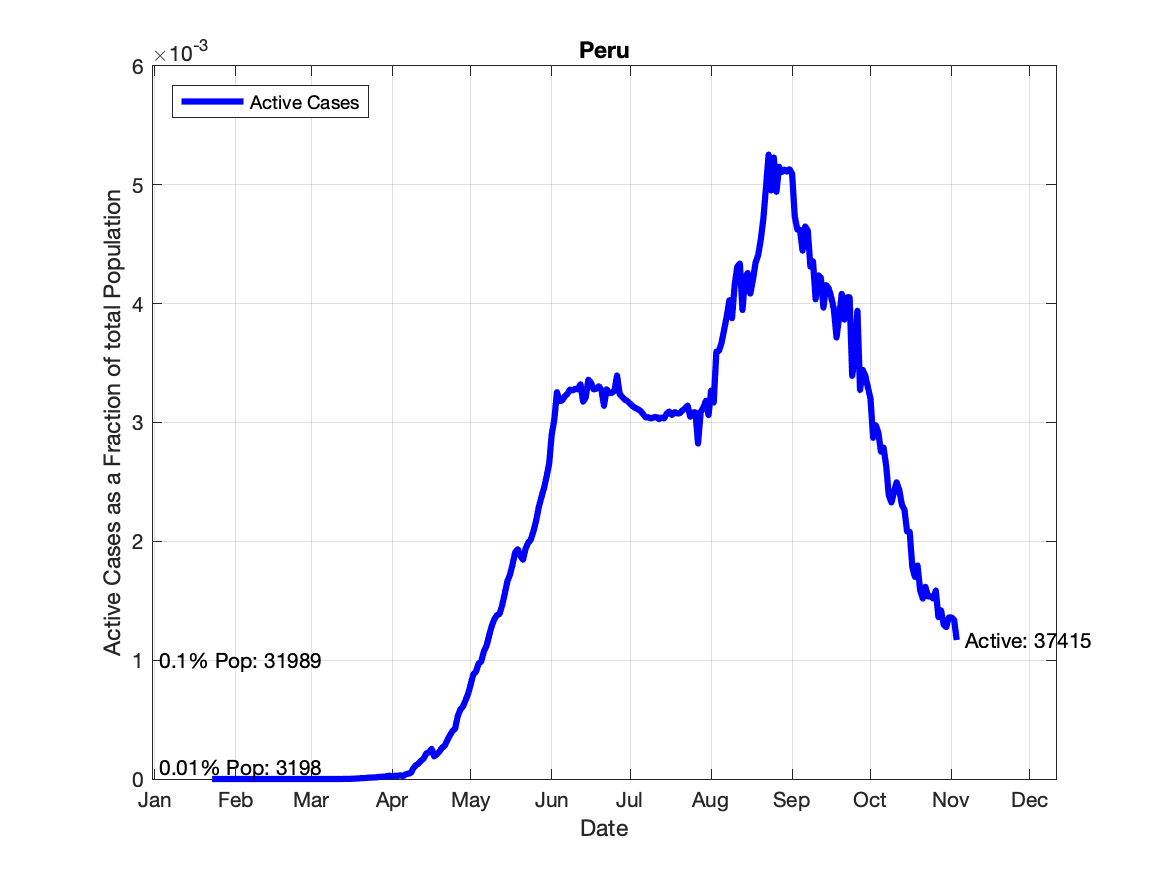 Peru
×10-3
Active Cases
6
5
4
3
2
1
0
Active Cases as a Fraction of total Population
0.1% Pop: 31989
0.01% Pop: 3198
Active: 37415
Jan Feb Mar Apr May Jun Jul Aug Sep Oct Nov Dec
Date